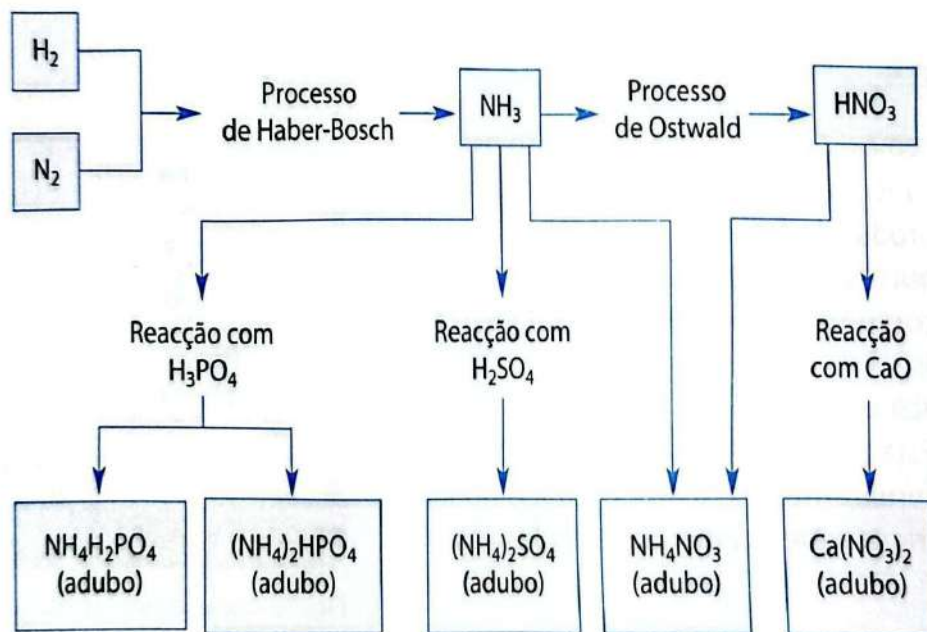 H₂
N₂
Processo
de Haber-Bosch
NH₃
Processo
de Ostwald
HNO₃
Reacção com
H₃PO₄
Reacção com
H₂SO₄
Reacção
com CaO
NH₄H₂PO₄
(adubo)
(NH₄)₂HPO₄
(adubo)
(NH₄)₂SO₄
(adubo)
NH₄NO₃
(adubo)
Ca(NO₃)₂
(adubo)